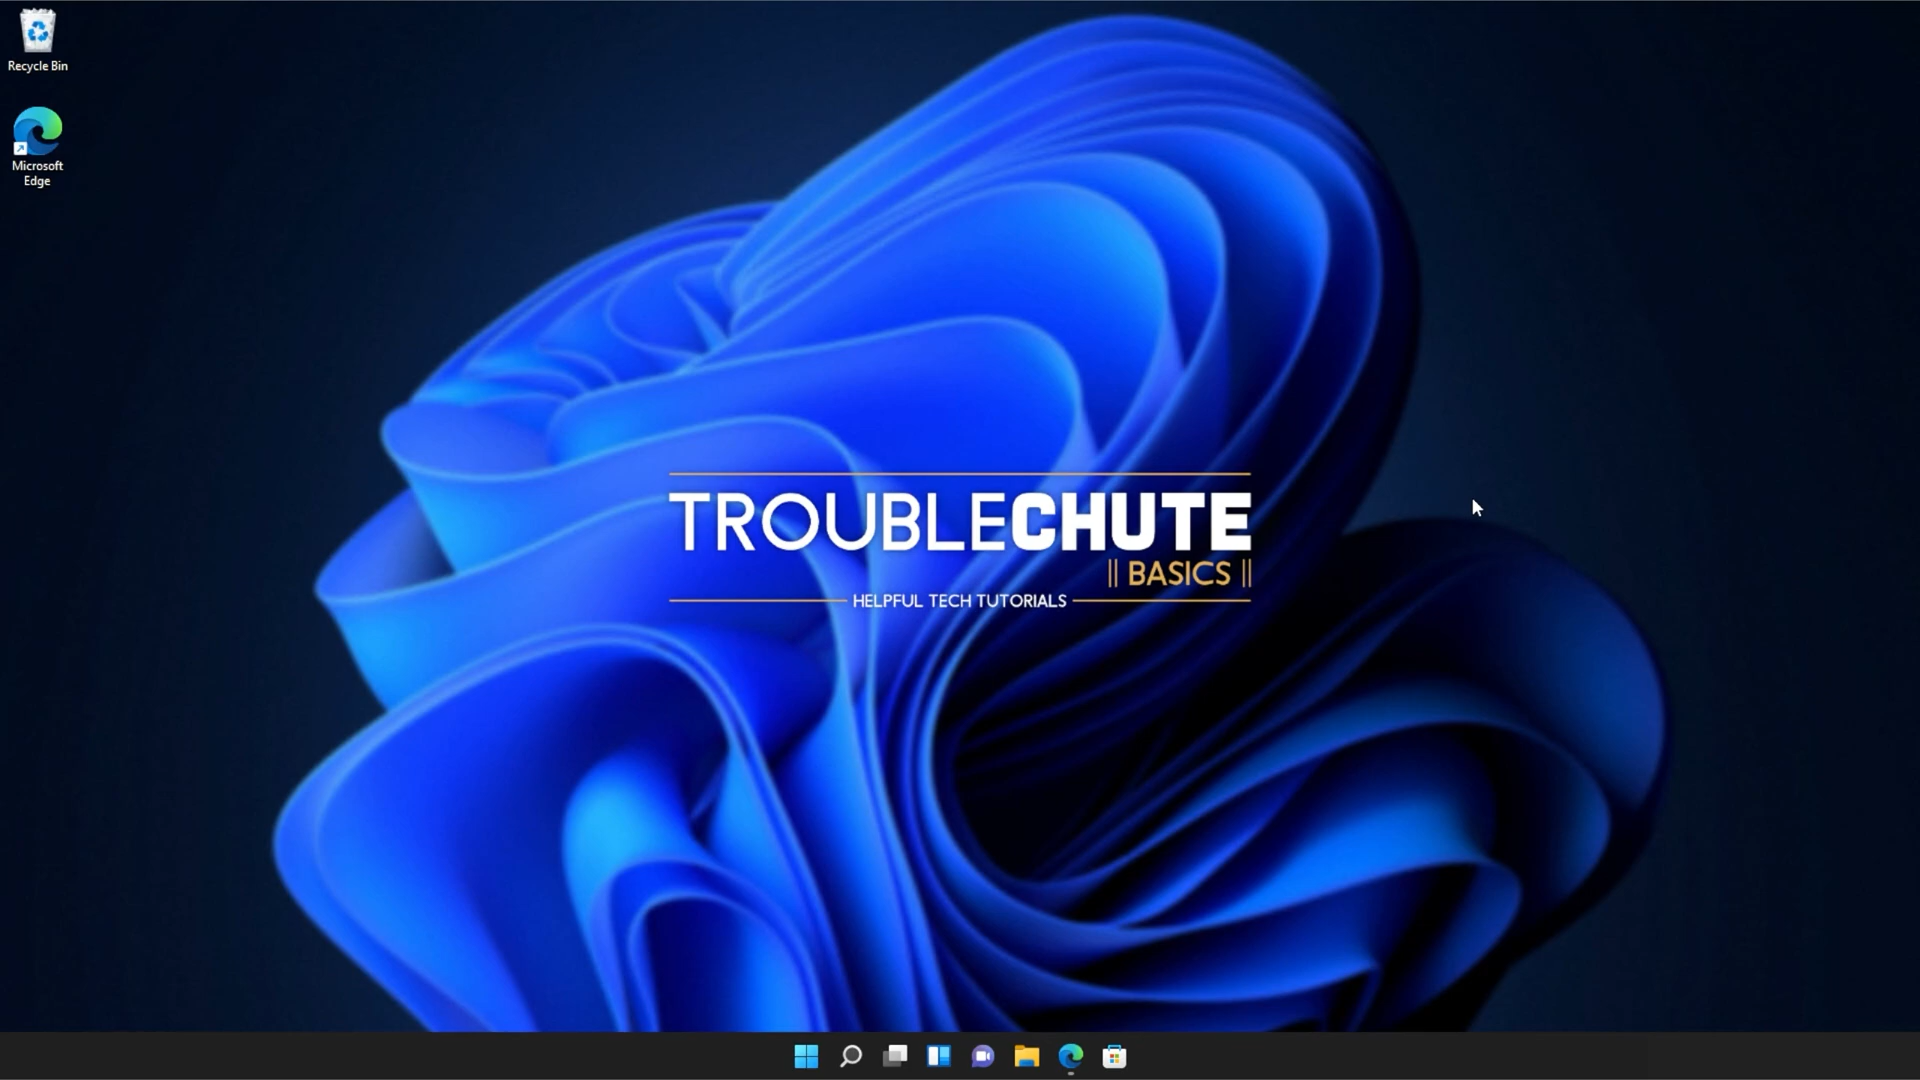 Recycle Bin
Microsoft
Edge
TROUBLECHUTE
|| BASICS ||
HELPFUL TECH TUTORIALS